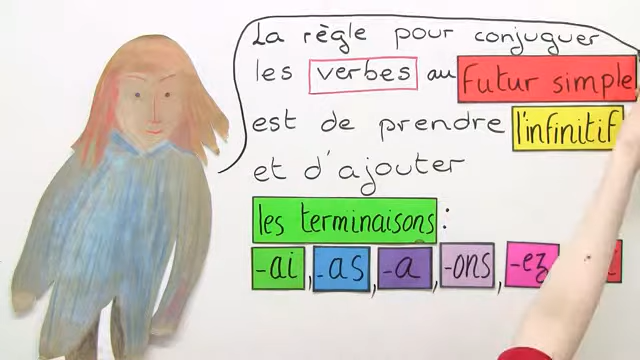 La règle pour conjuguer
les verbes au futur simple
est de prendre l'infinitif
et d'ajouter
les terminaisons :
-ai, -as, -a, -ons, -ez